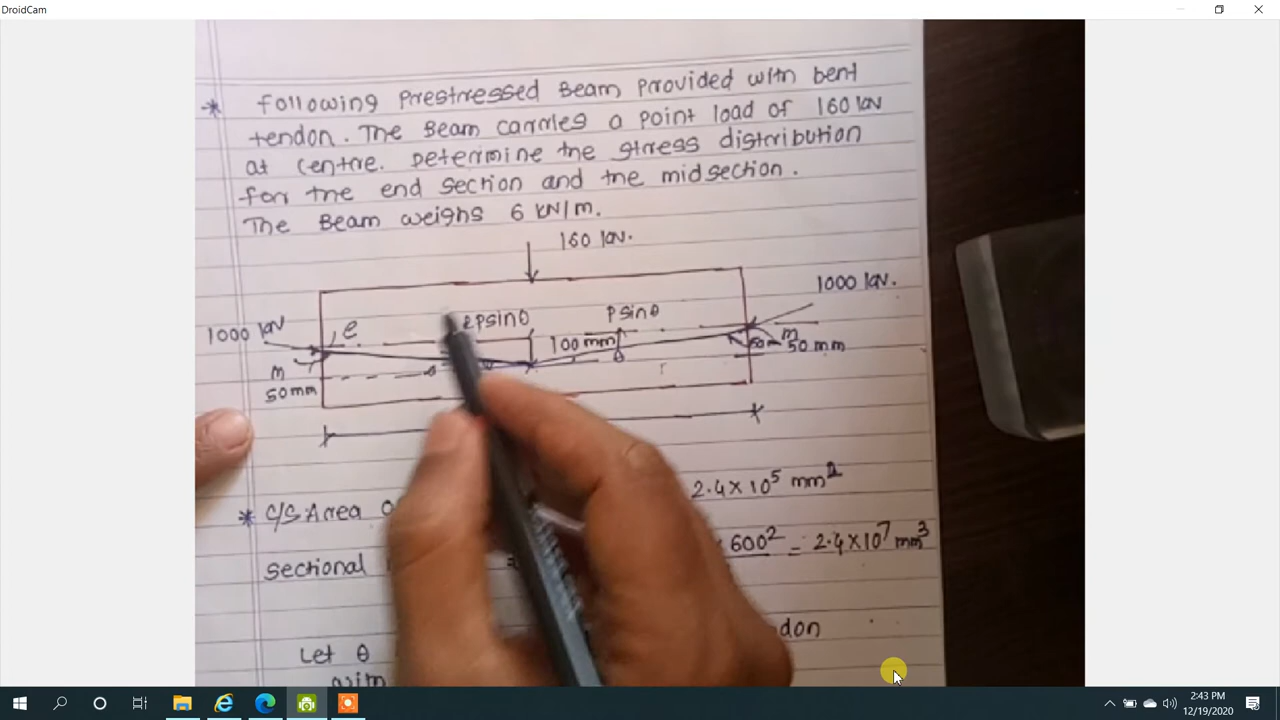 DroidCam
* Following Prestressed Beam Provided with bent
tendon. The Beam carries a point load of 160 kN
at centre. Determine the stress distribution
for the end section and the midsection.
The Beam weighs 6 kN/m.
160 kN.
1000 kN.
1000 kN
e
2psinθ
psinθ
100 mm
m
50 mm
m
50mm
* C/S Area
2.4×10⁵ mm²
sectional
600² = 2.4×10⁷ mm³
Let θ
with
2:43 PM
12/19/2020